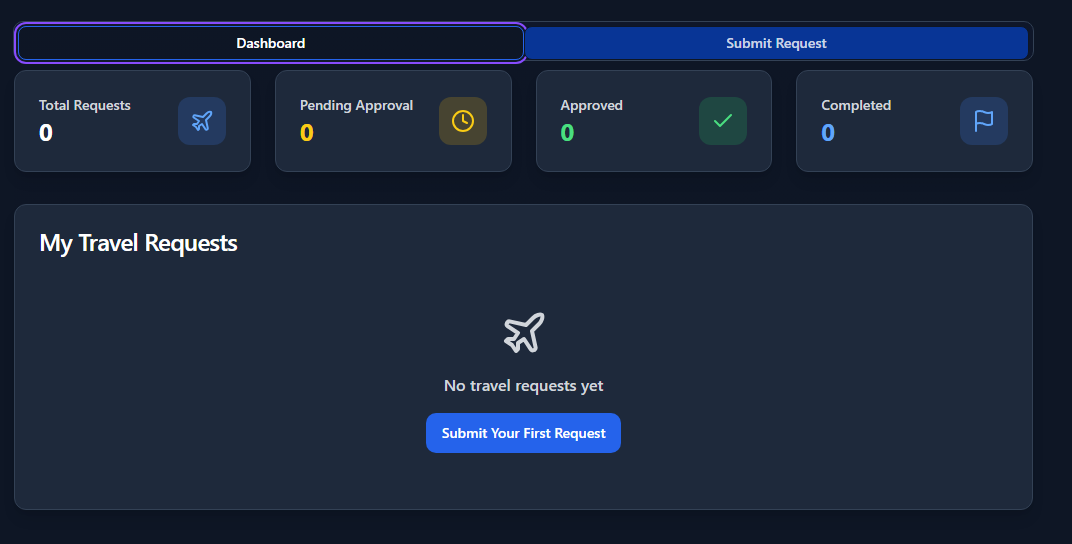 Dashboard
Submit Request
Total Requests
0
Pending Approval
0
Approved
0
Completed
0
My Travel Requests
No travel requests yet
Submit Your First Request